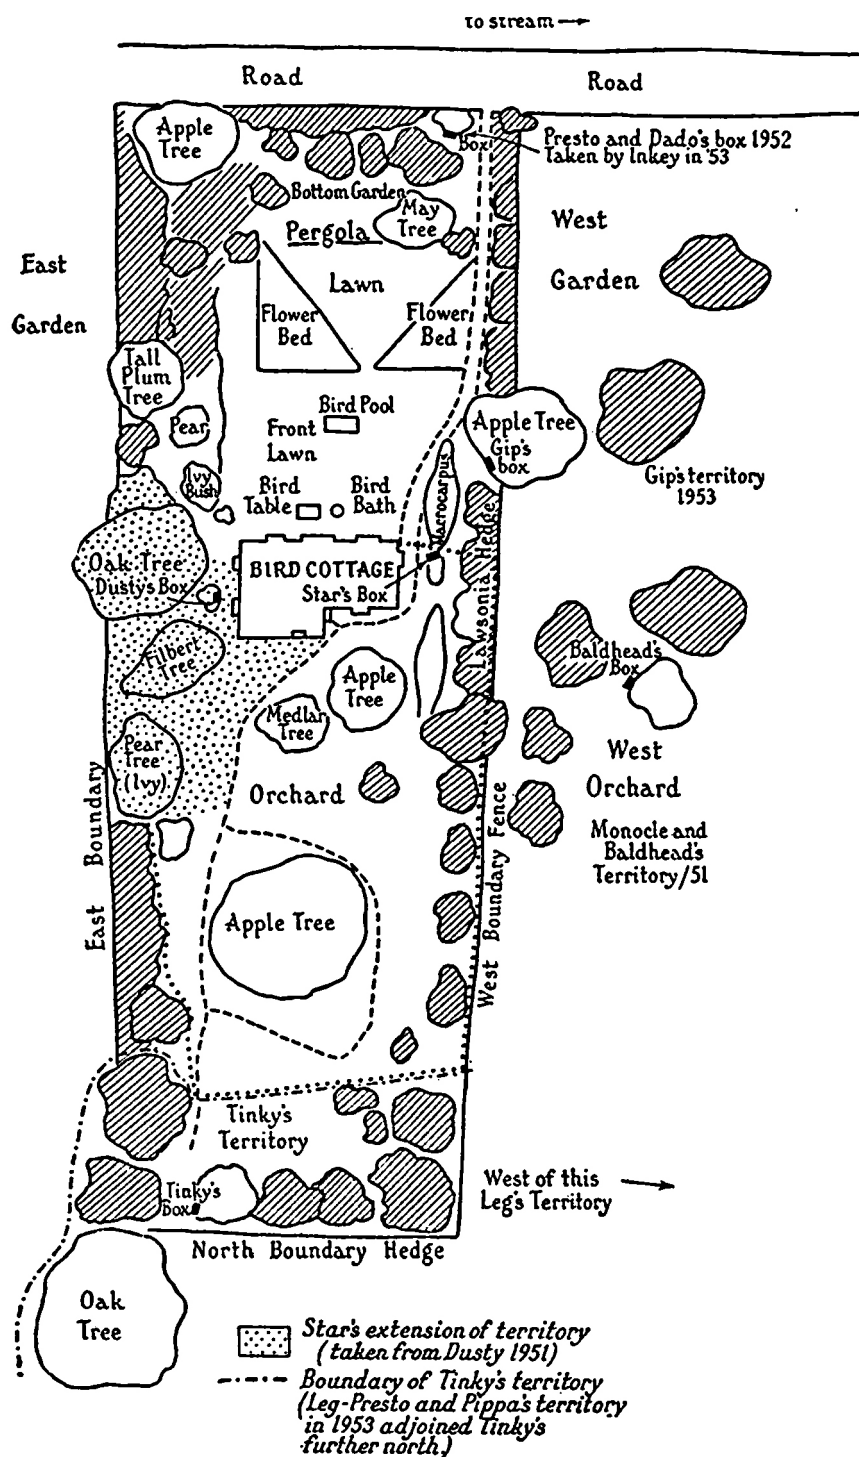 to stream
Road
Road
Apple
Tree
Box
Presto and Dado's box 1952
Taken by Inkey in '53
Bottom Garden
May
Tree
Pergola
West
Garden
East
Garden
Lawn
Flower
Bed
Flower
Bed
Tall
Plum
Tree
Pear
Bird Pool
Front
Lawn
Apple Tree
Gip's
box
Gip's territory
1953
Ivy
Bush
Bird
Table
Bird
Bath
Macrocarpus
Oak Tree
Dusty's Box
BIRD COTTAGE
Star's Box
Lawsonia Hedge
Filbert
Tree
Baldhead's
Box
Apple
Tree
Medlar
Tree
Pear
Tree
(Ivy)
Orchard
West
Orchard
Monocle and
Baldhead's
Territory/51
East Boundary
West Boundary Fence
Apple Tree
Tinky's
Territory
Tinky's
Box
West of this
Leg's Territory
North Boundary Hedge
Oak
Tree
Star's extension of territory
(taken from Dusty 1951)
Boundary of Tinky's territory
(Leg-Presto and Pippa's territory
in 1953 adjoined Tinky's
further north.)